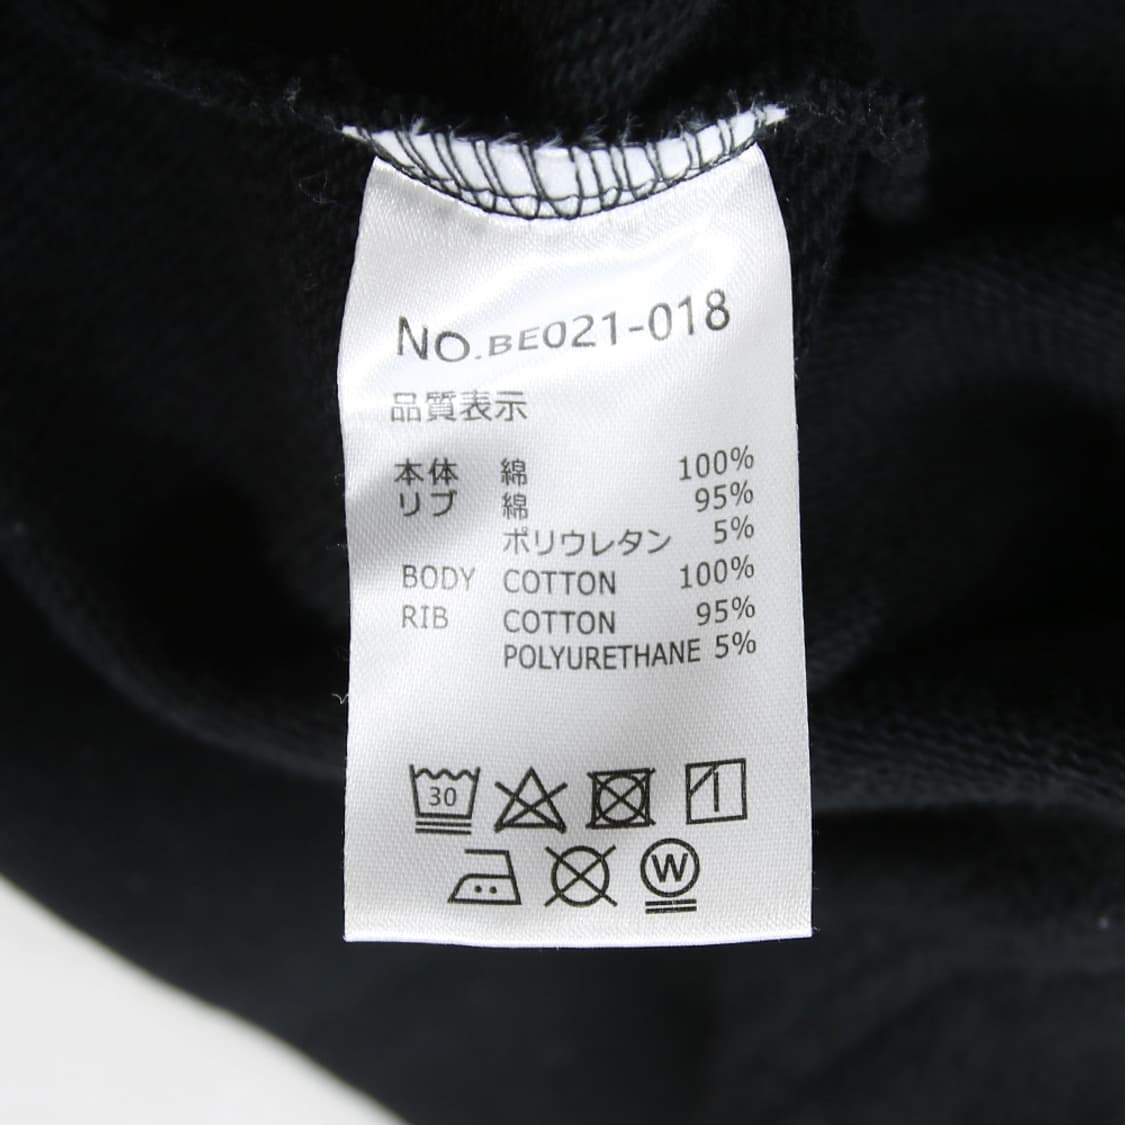 NO.BE021-018
品質表示
本体 綿 100%
リブ 綿 95%
ポリウレタン 5%
BODY COTTON 100%
RIB COTTON 95%
POLYURETHANE 5%
30
W